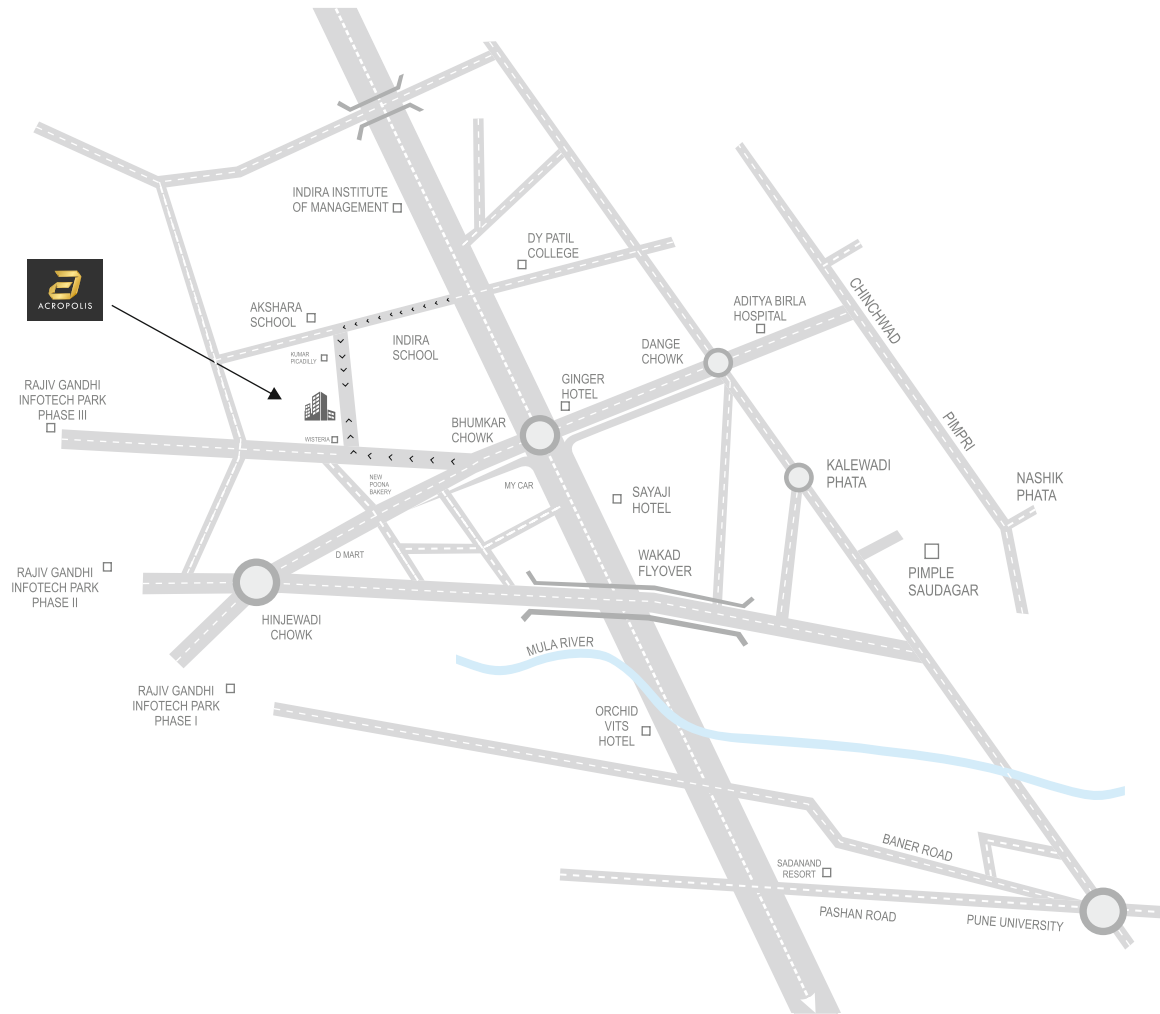 INDIRA INSTITUTE
OF MANAGEMENT
DY PATIL
COLLEGE
ACROPOLIS
AKSHARA
SCHOOL
INDIRA
SCHOOL
KUMAR
PICADILLY
ADITYA BIRLA
HOSPITAL
CHINCHWAD
DANGE
CHOWK
GINGER
HOTEL
RAJIV GANDHI
INFOTECH PARK
PHASE III
BHUMKAR
CHOWK
WISTERIA
PIMPRI
KALEWADI
PHATA
NASHIK
PHATA
NEW
POONA
BAKERY
MY CAR
SAYAJI
HOTEL
D MART
WAKAD
FLYOVER
PIMPLE
SAUDAGAR
RAJIV GANDHI
INFOTECH PARK
PHASE II
HINJEWADI
CHOWK
MULA RIVER
RAJIV GANDHI
INFOTECH PARK
PHASE I
ORCHID
VITS
HOTEL
BANER ROAD
SADANAND
RESORT
PASHAN ROAD
PUNE UNIVERSITY